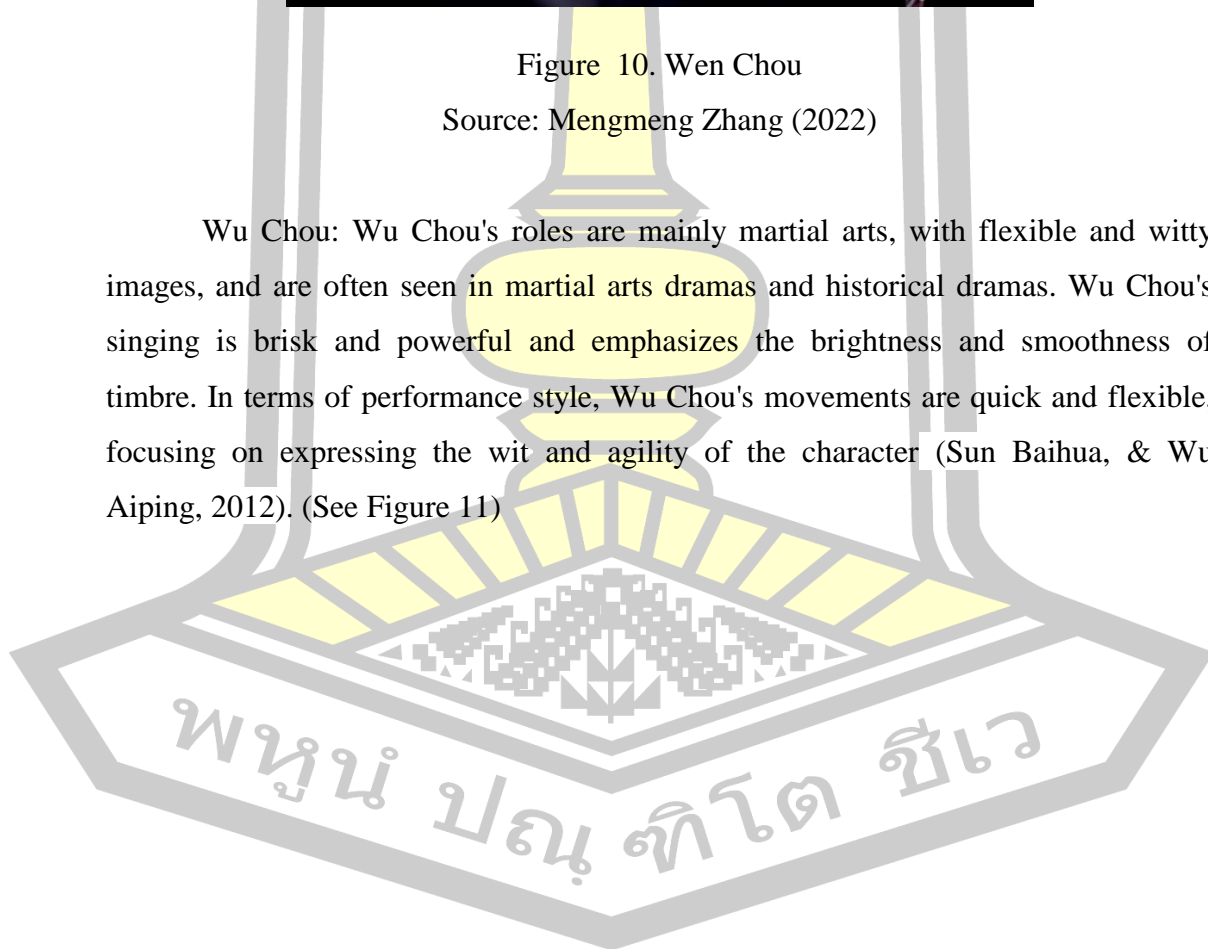 Figure 10. Wen Chou
Source: Mengmeng Zhang (2022)
Wu Chou: Wu Chou's roles are mainly martial arts, with flexible and witty
images, and are often seen in martial arts dramas and historical dramas. Wu Chou's
singing is brisk and powerful and emphasizes the brightness and smoothness of
timbre. In terms of performance style, Wu Chou's movements are quick and flexible,
focusing on expressing the wit and agility of the character (Sun Baihua, & Wu
Aiping, 2012). (See Figure 11)
พหูนํ ปณฺฑิโต ชีเว